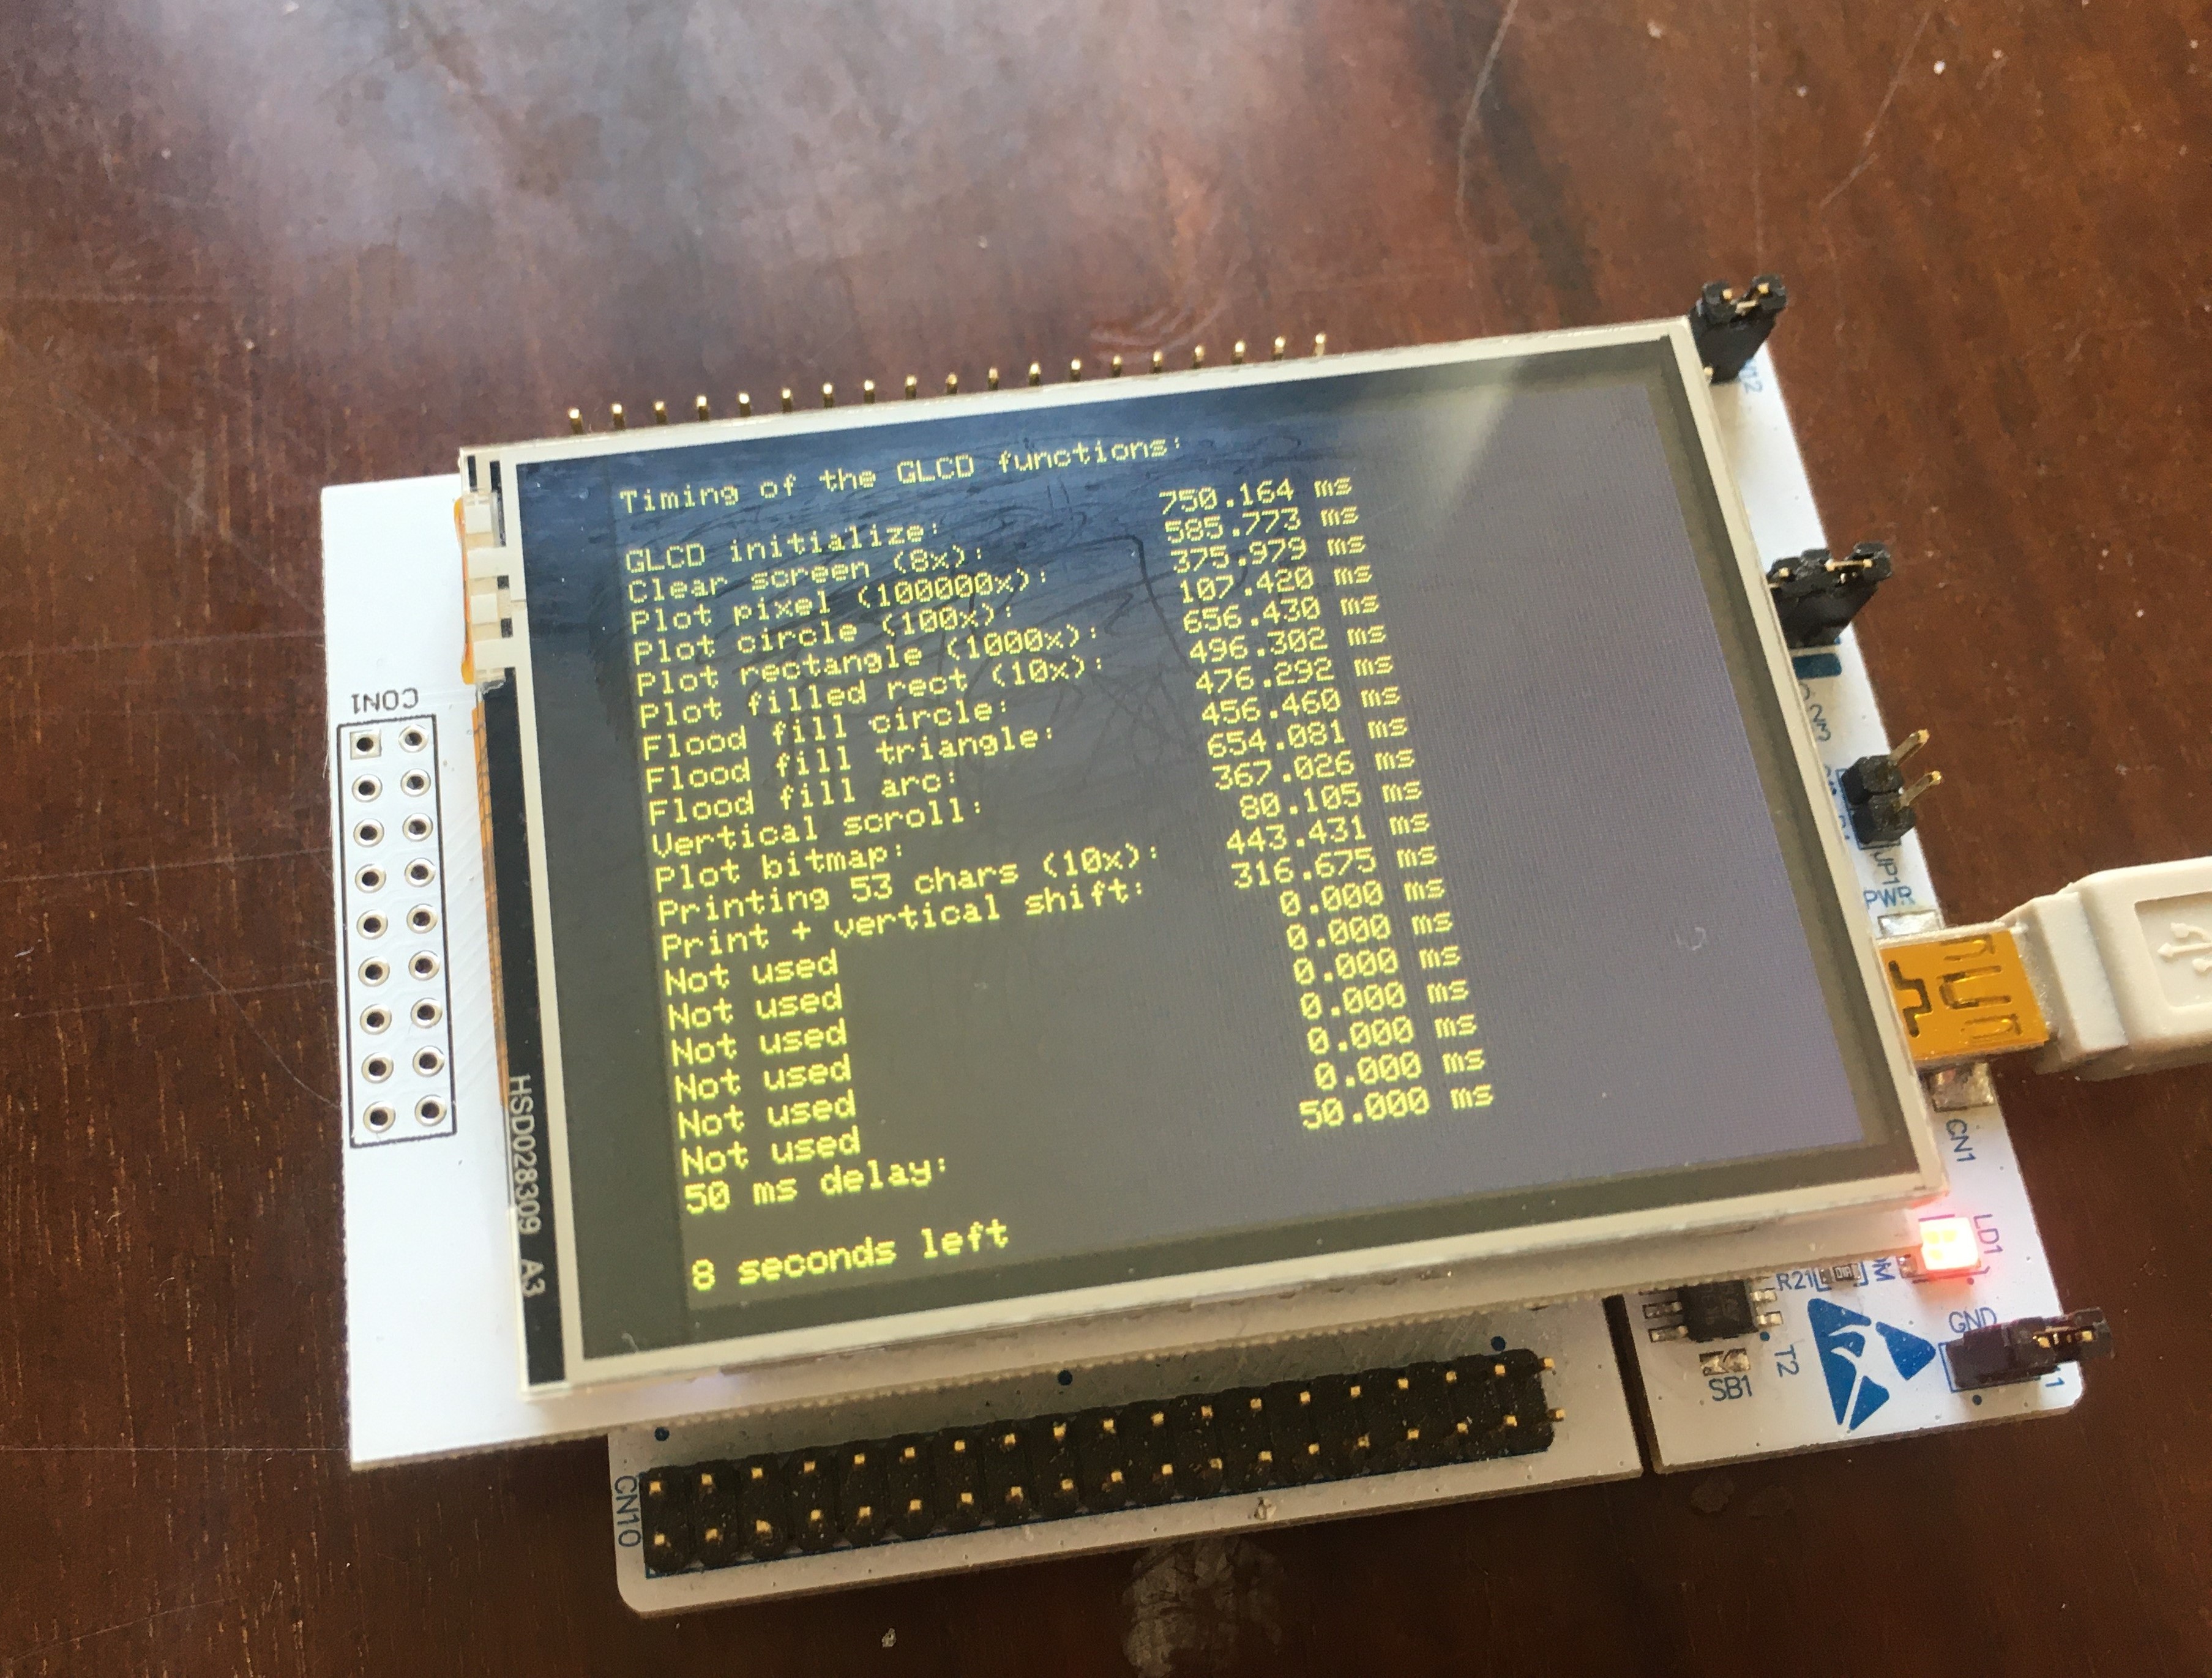 Timing of the GLCD functions:
GLCD initialize: 750.164 ms
Clear screen (8x): 585.773 ms
Plot pixel (100000x): 375.979 ms
Plot circle (100x): 107.420 ms
Plot rectangle (1000x): 656.430 ms
Plot filled rect (10x): 496.302 ms
Flood fill circle: 476.292 ms
Flood fill triangle: 456.460 ms
Flood fill arc: 654.081 ms
Vertical scroll: 367.026 ms
Plot bitmap: 80.105 ms
Printing 53 chars (10x): 443.431 ms
Print + vertical shift: 316.675 ms
Not used 0.000 ms
Not used 0.000 ms
Not used 0.000 ms
Not used 0.000 ms
Not used 0.000 ms
Not used 0.000 ms
50 ms delay: 50.000 ms
8 seconds left
CON1
HSD028309 A3
JP1
PWR
CN1
LD1
R21
GND
T2
SB1
CN10